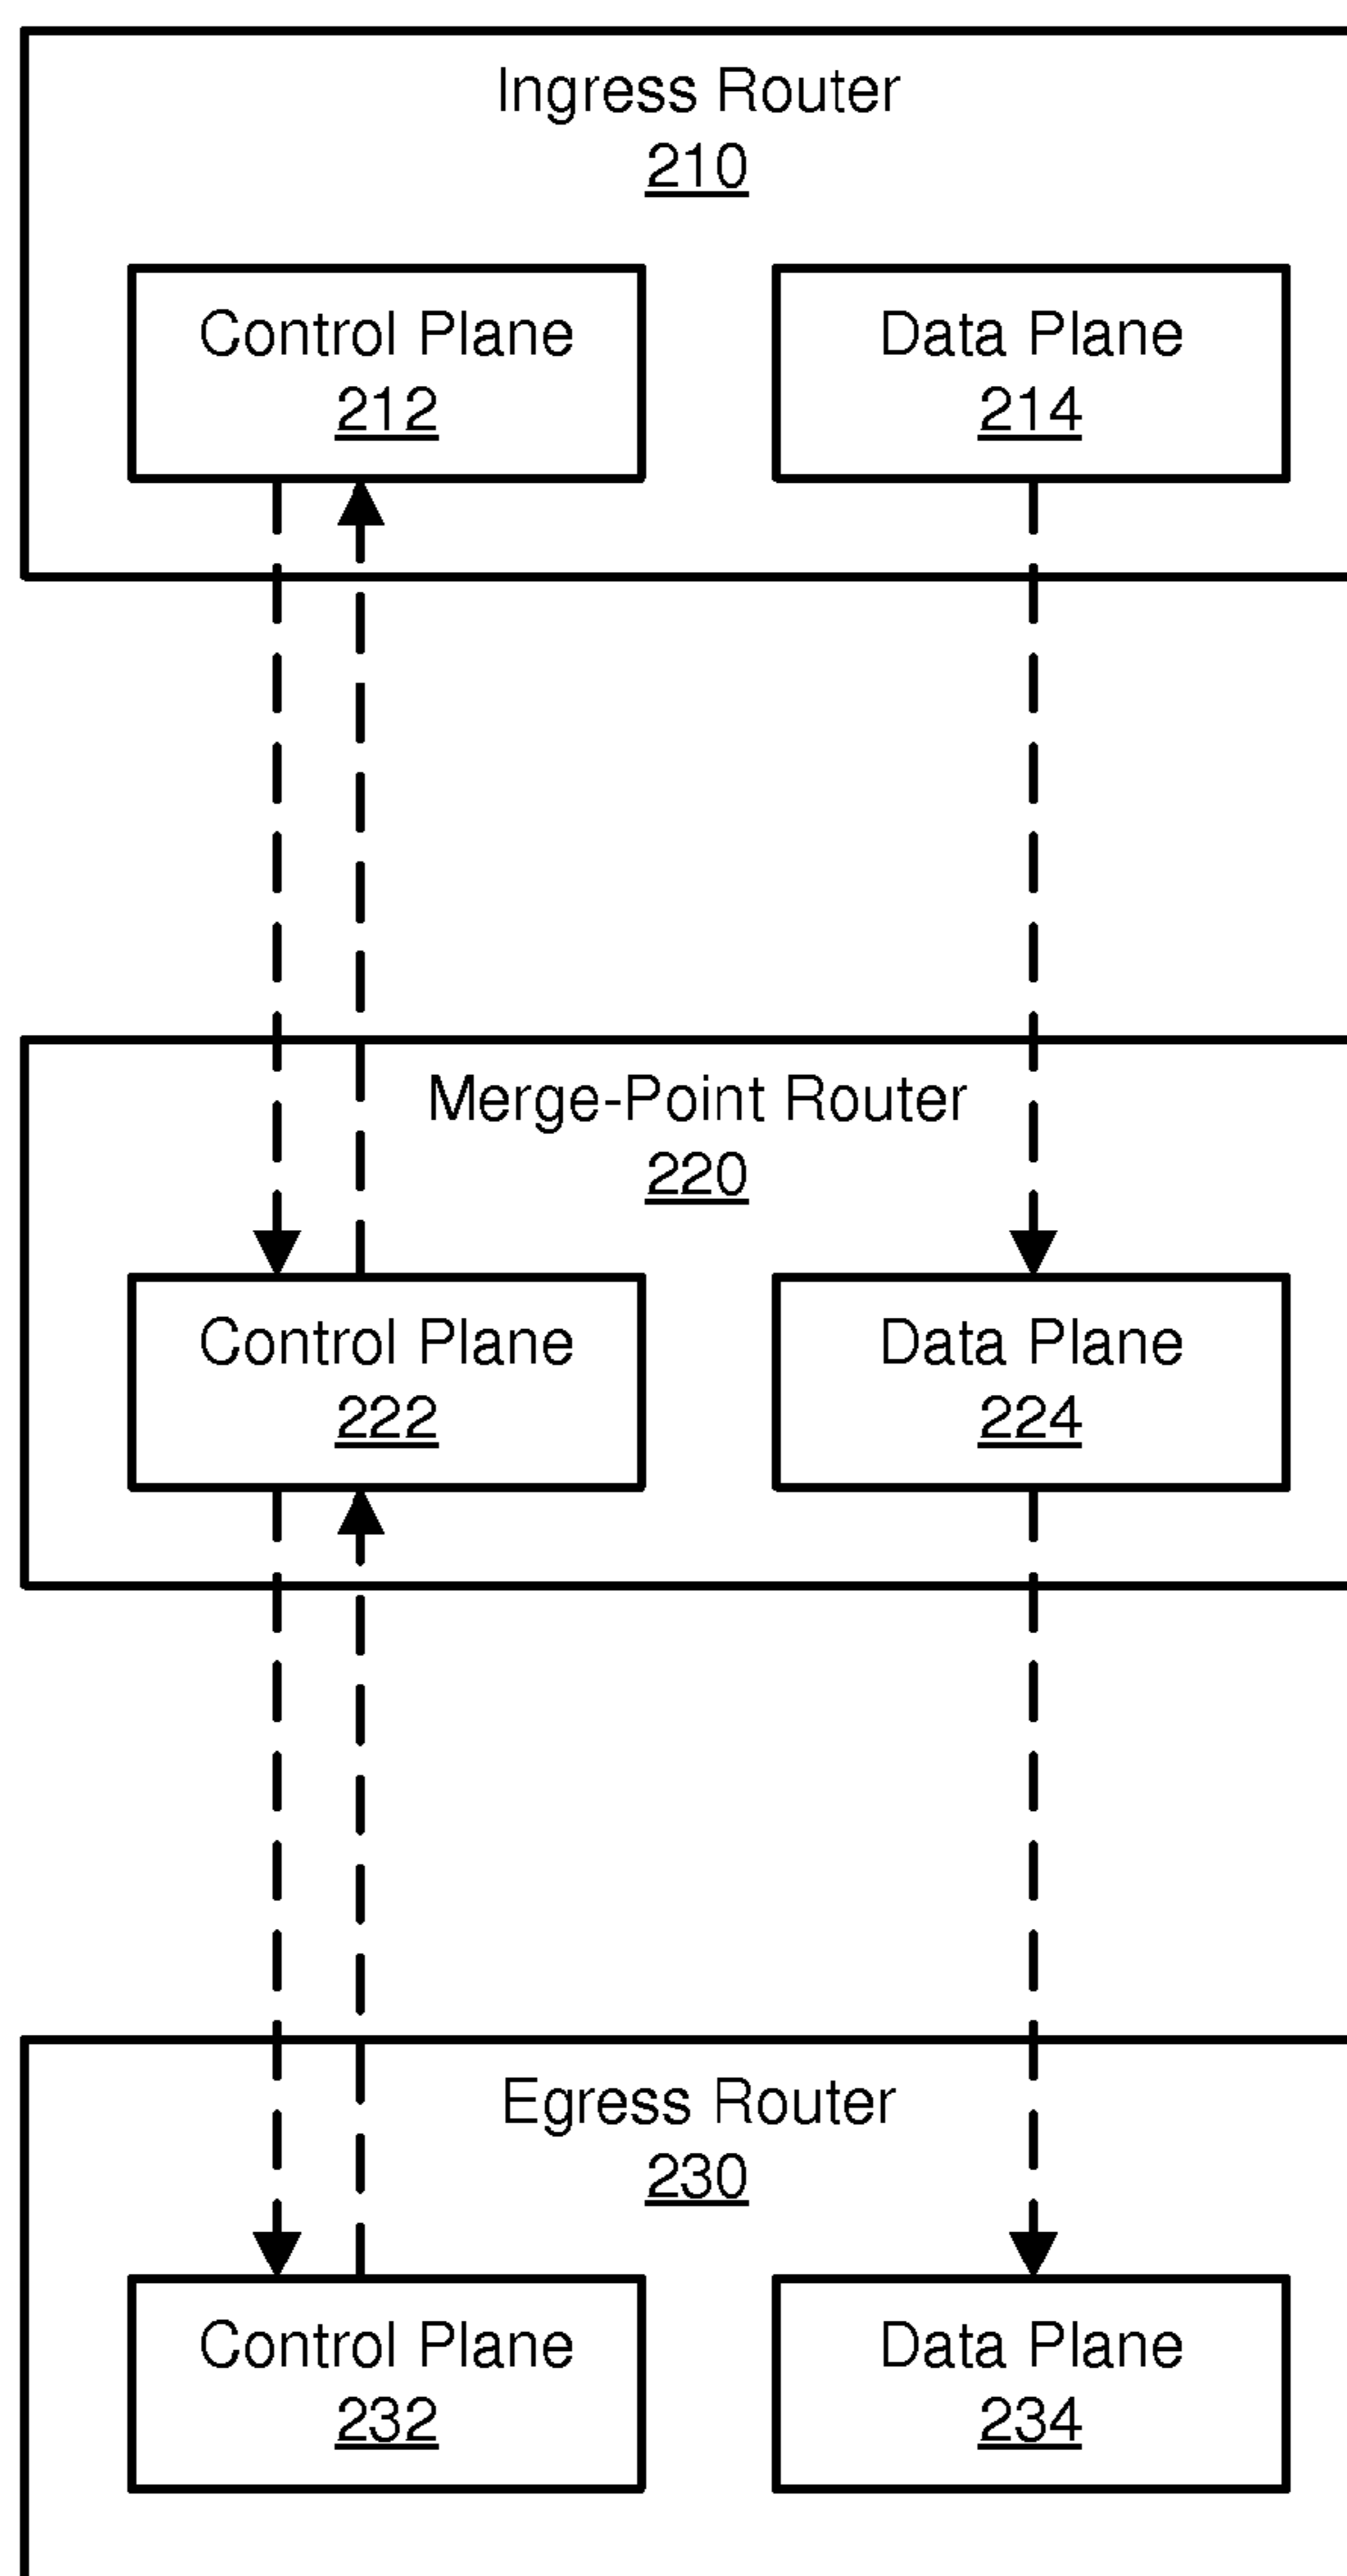 Ingress Router
210
Control Plane
212
Data Plane
214
Merge-Point Router
220
Control Plane
222
Data Plane
224
Egress Router
230
Control Plane
232
Data Plane
234